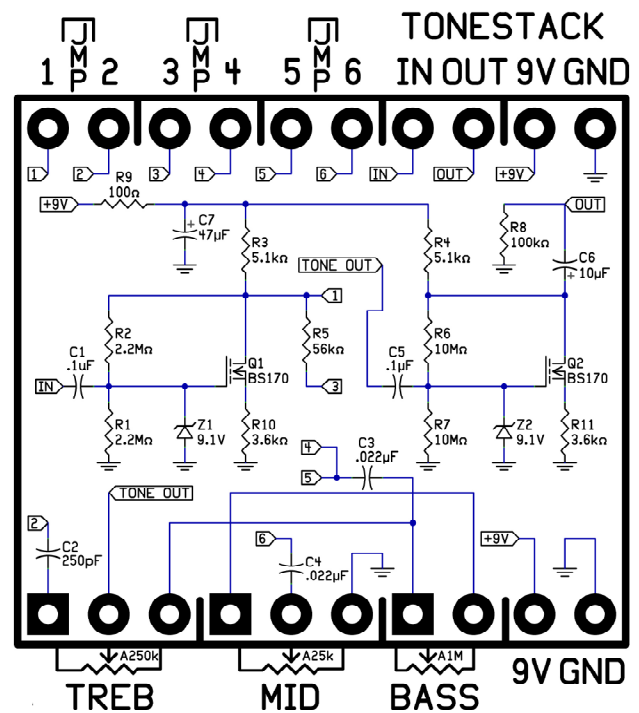 TONESTACK
JMP JMP JMP
1 2 3 4 5 6 IN OUT 9V GND
1 2 3 4 5 6 IN OUT +9V
R9
100Ω
+9V
OUT
C7
47µF
R3
5.1kΩ
R4
5.1kΩ
R8
100kΩ
C6
10µF
TONE OUT
1
R2
2.2MΩ
R5
56kΩ
R6
10MΩ
C1
.1uF
C5
.1µF
Q1
BS170
Q2
BS170
IN
3
R1
2.2MΩ
Z1
9.1V
R10
3.6kΩ
R7
10MΩ
Z2
9.1V
R11
3.6kΩ
4
5
C3
.022µF
TONE OUT
2
C2
250pF
6
C4
.022µF
+9V
A250k A25k A1M
9V GND
TREB MID BASS